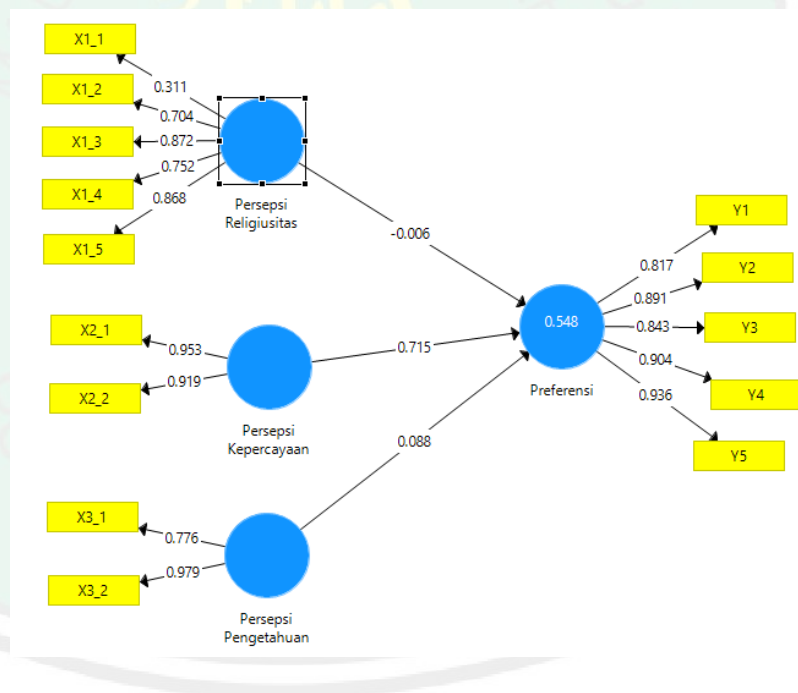 X1_1
0.311
X1_2
0.704
X1_3
0.872
X1_4
0.752
X1_5
0.868
Persepsi
Religiusitas
-0.006
X2_1
0.953
X2_2
0.919
Persepsi
Kepercayaan
0.715
X3_1
0.776
X3_2
0.979
Persepsi
Pengetahuan
0.088
0.548
Preferensi
Y1
0.817
Y2
0.891
Y3
0.843
Y4
0.904
Y5
0.936